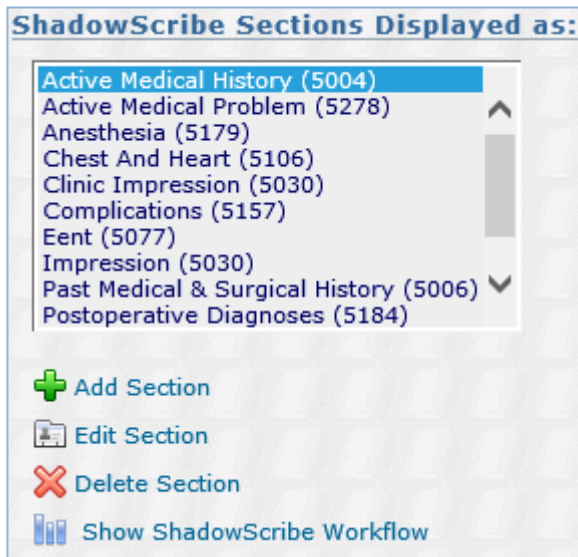 ShadowScribe Sections Displayed as:
Active Medical History (5004)
Active Medical Problem (5278)
Anesthesia (5179)
Chest And Heart (5106)
Clinic Impression (5030)
Complications (5157)
Eent (5077)
Impression (5030)
Past Medical & Surgical History (5006)
Postoperative Diagnoses (5184)
Add Section
Edit Section
Delete Section
Show ShadowScribe Workflow